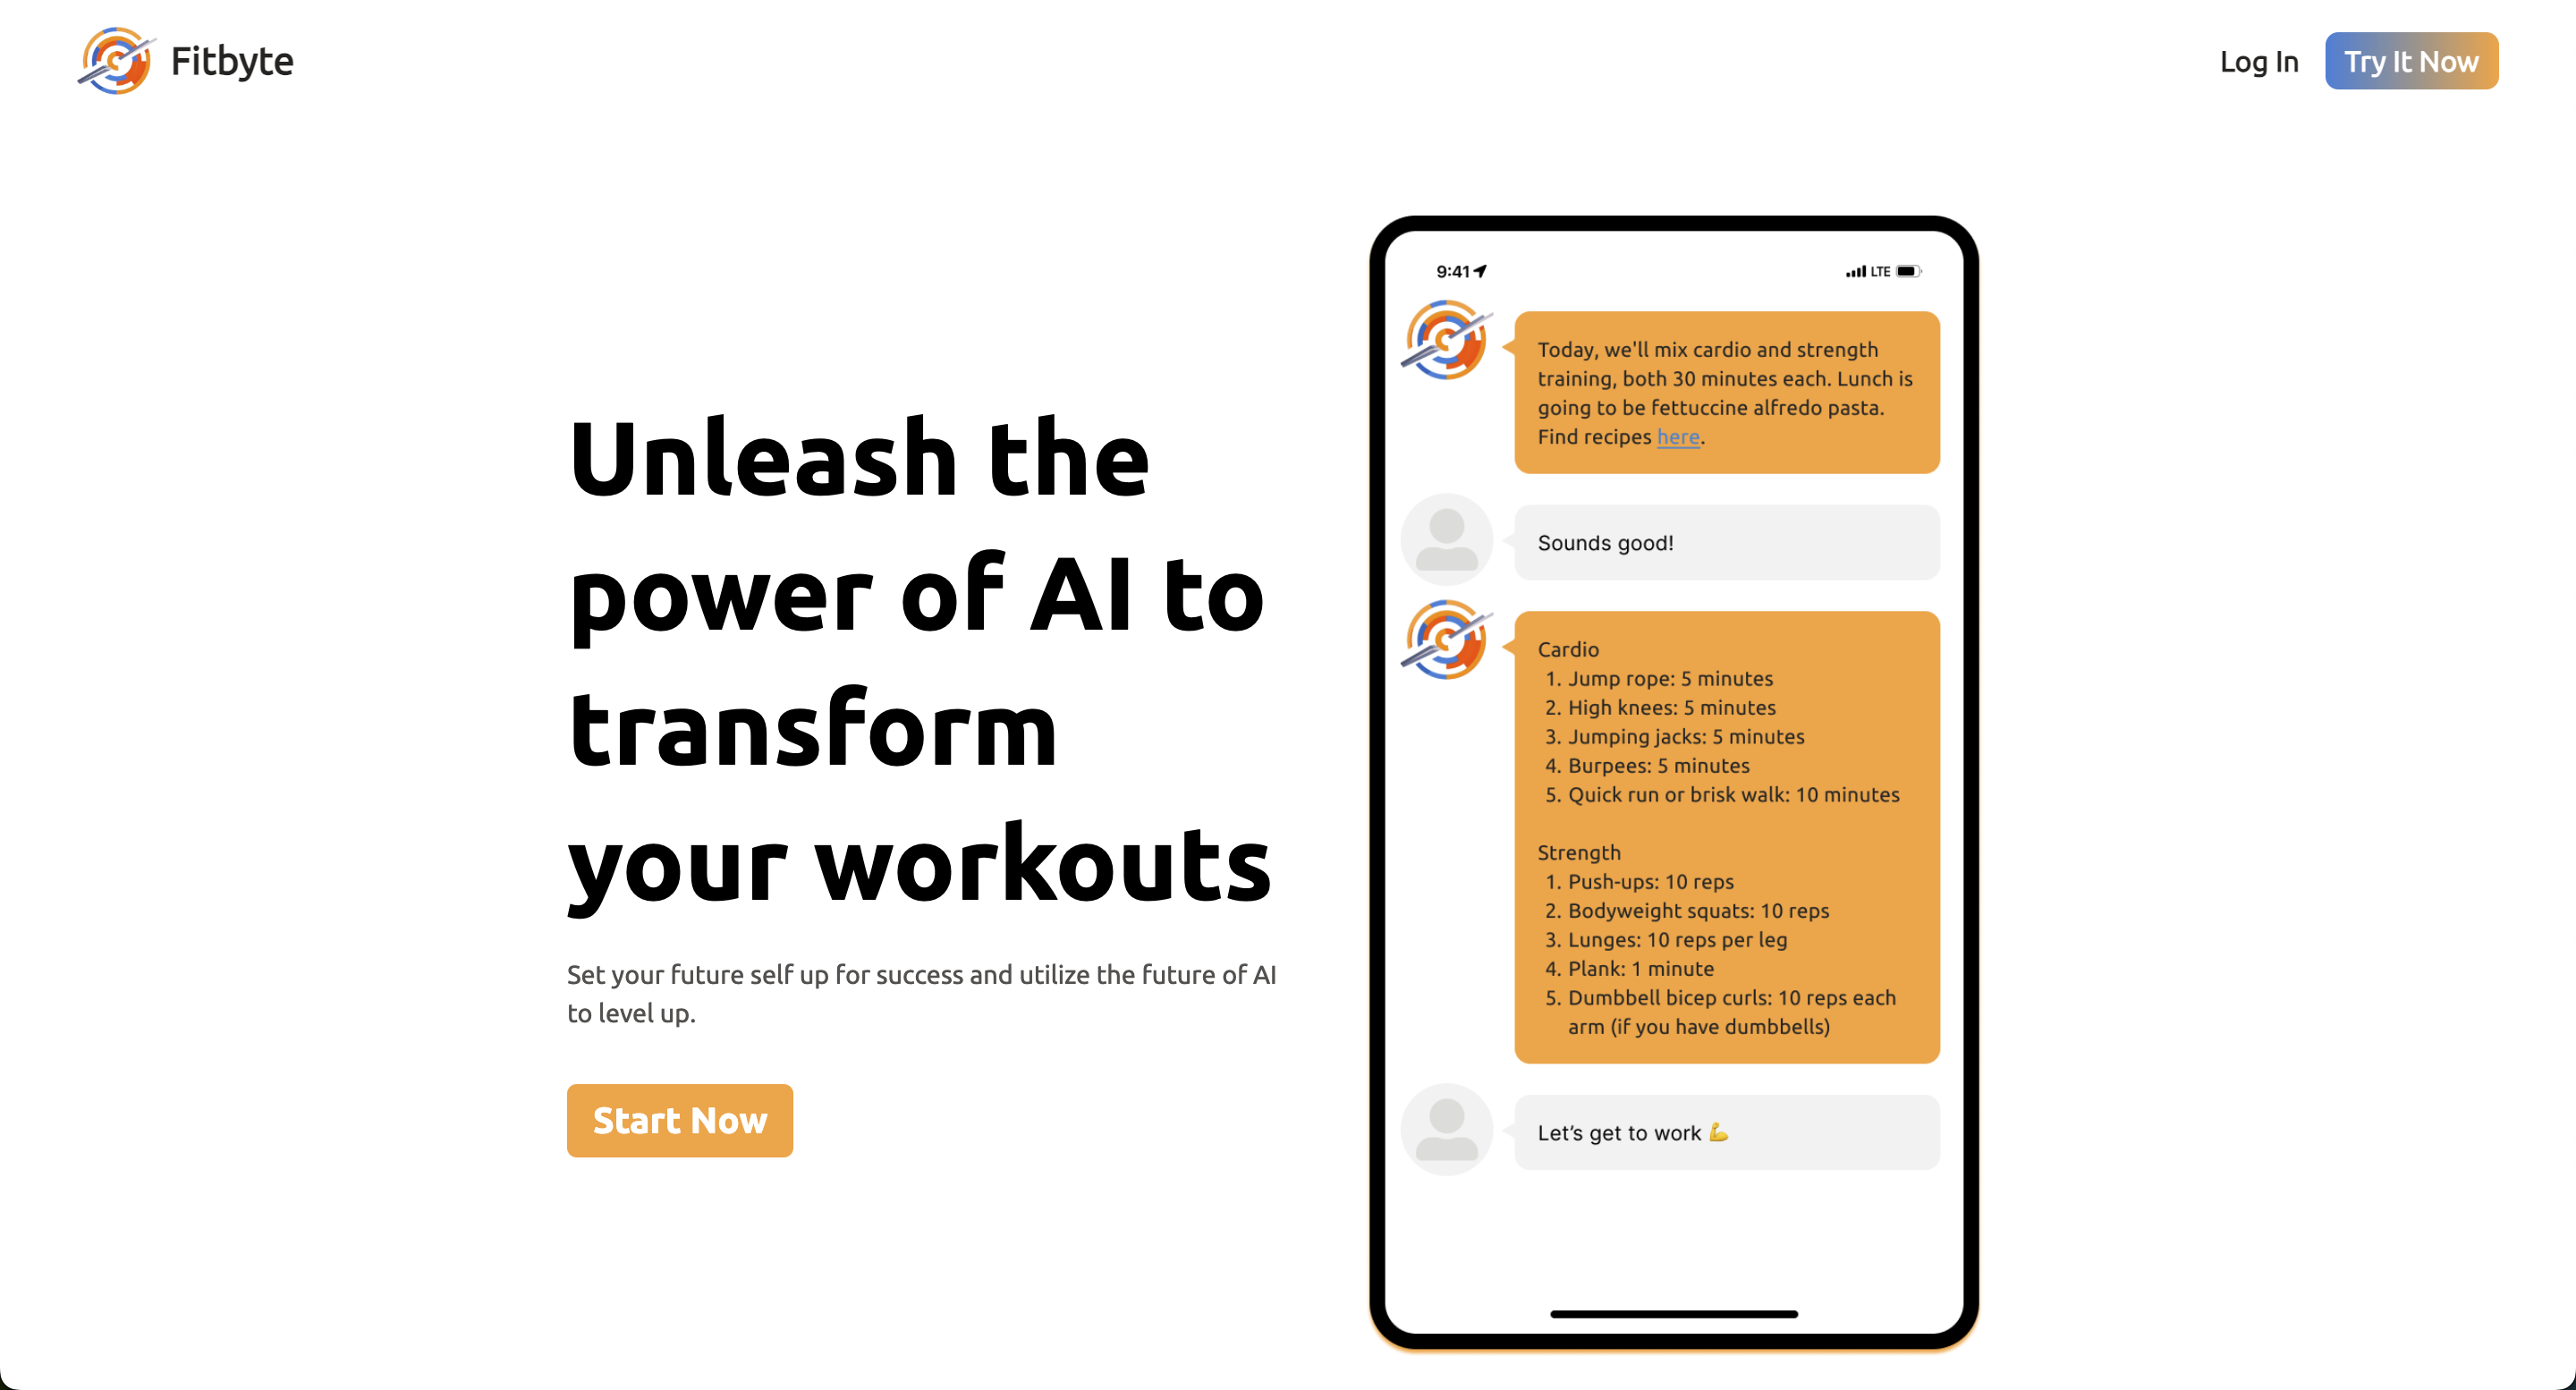 Fitbyte
Log In
Try It Now
Unleash the
power of AI to
transform
your workouts
Set your future self up for success and utilize the future of AI
to level up.
Start Now
9:41
LTE
Today, we'll mix cardio and strength
training, both 30 minutes each. Lunch is
going to be fettuccine alfredo pasta.
Find recipes here.
Sounds good!
Cardio
1. Jump rope: 5 minutes
2. High knees: 5 minutes
3. Jumping jacks: 5 minutes
4. Burpees: 5 minutes
5. Quick run or brisk walk: 10 minutes
Strength
1. Push-ups: 10 reps
2. Bodyweight squats: 10 reps
3. Lunges: 10 reps per leg
4. Plank: 1 minute
5. Dumbbell bicep curls: 10 reps each
arm (if you have dumbbells)
Let’s get to work 💪